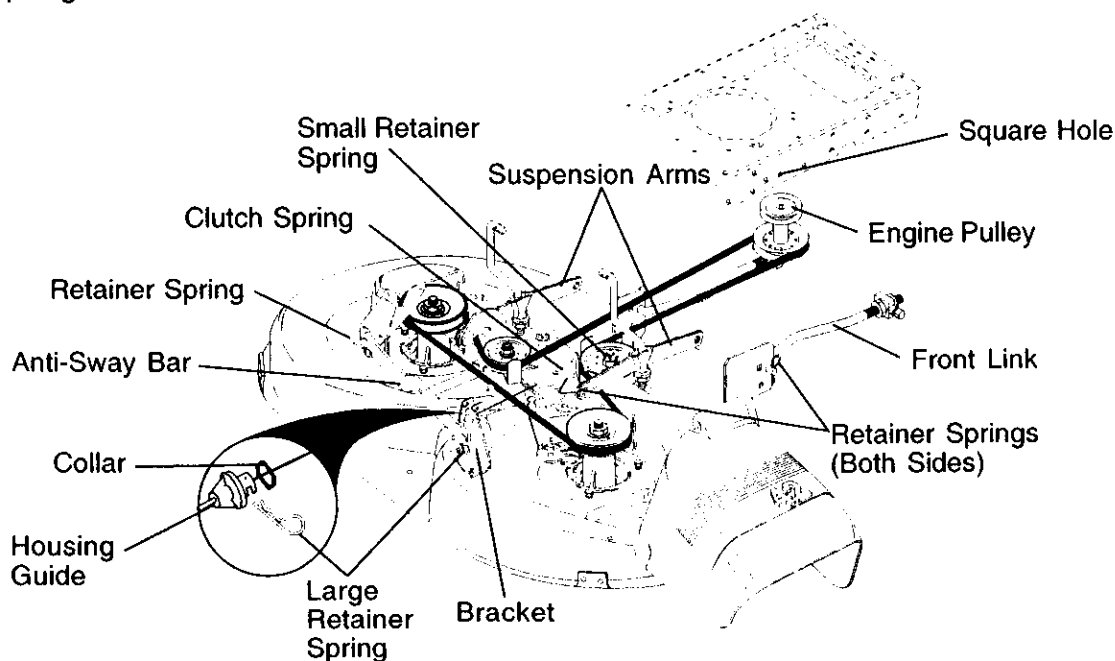 Small Retainer
Spring
Suspension Arms
Square Hole
Clutch Spring
Engine Pulley
Retainer Spring
Anti-Sway Bar
Front Link
Retainer Springs
(Both Sides)
Collar
Housing
Guide
Large
Retainer
Spring
Bracket